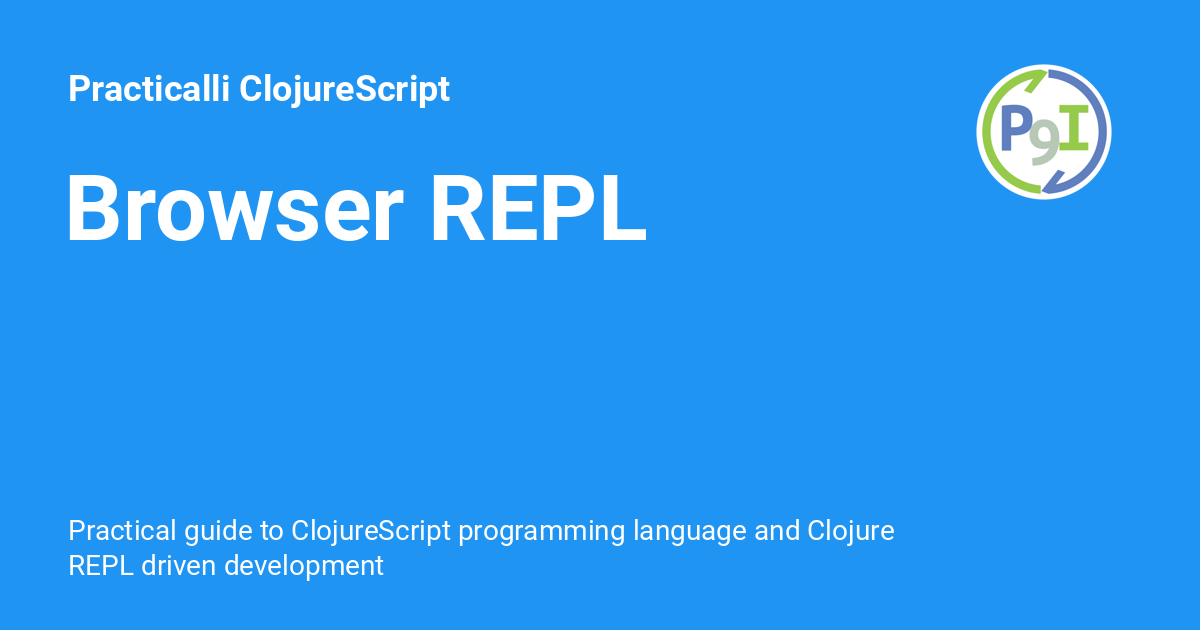 Practicalli ClojureScript
P9I
Browser REPL
Practical guide to ClojureScript programming language and Clojure
REPL driven development